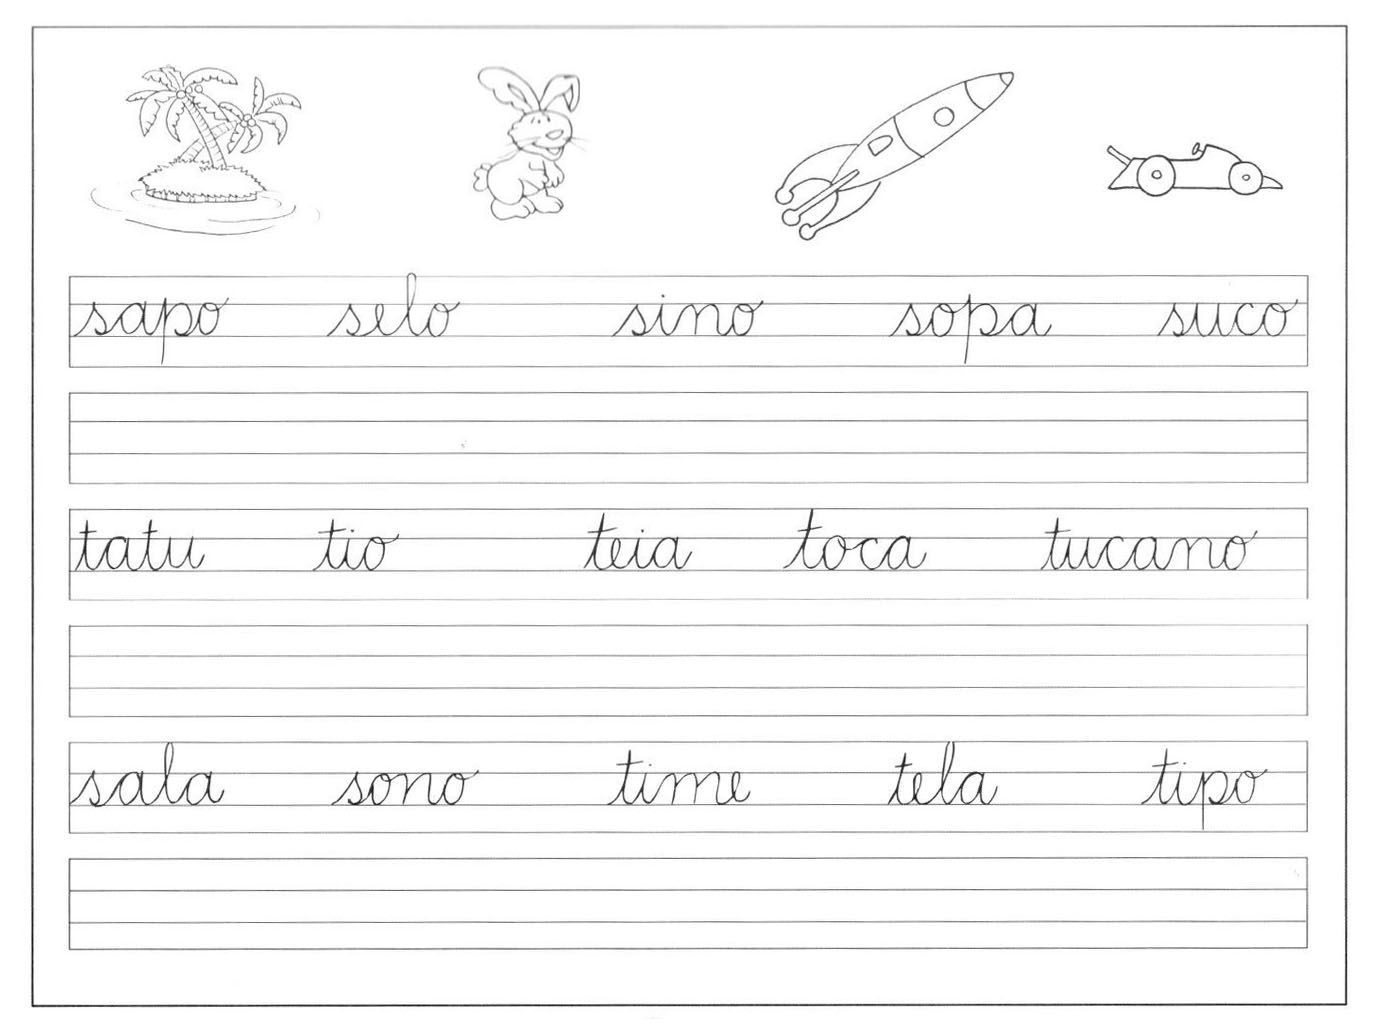 sapo selo sino sopa suco
tatu tio teia toca tucano
sala sono time tela tipo